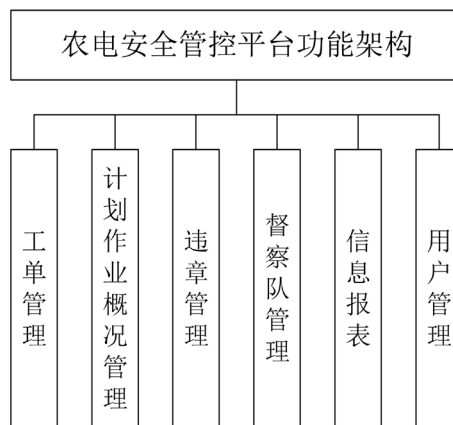 农电安全管控平台功能架构
工单管理
计划作业概况管理
违章管理
督察队管理
信息报表
用户管理